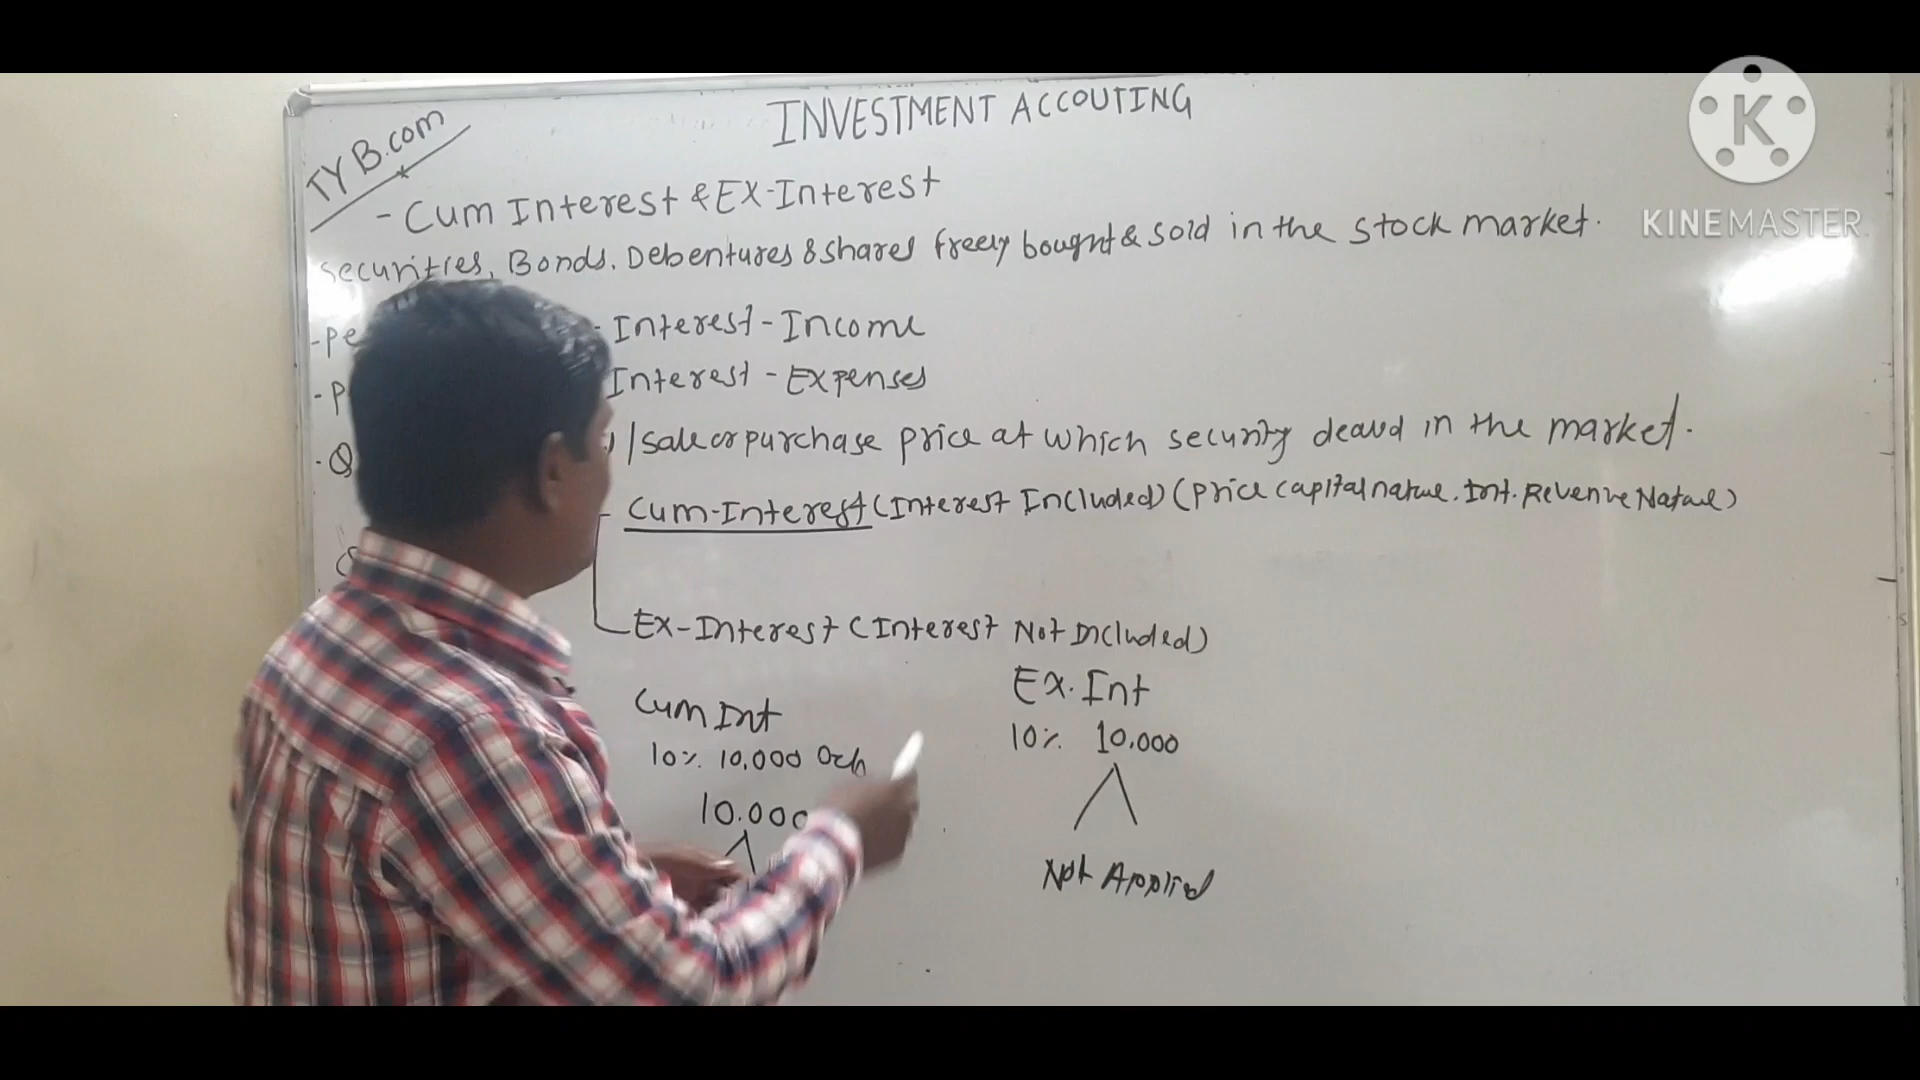 INVESTMENT ACCOUTING
TYB.com
- Cum Interest & EX-Interest
Securities, Bonds. Debentures & shares freely bought & sold in the stock market.
- Pe Interest - Income
- P Interest - Expenses
. Q /sale or purchase price at which security in the market.
Cum-Interest (Interest Included) (price capital nature. Int. Revenue Nature)
EX-Interest (Interest Not Included)
Cum Int
10% 10,000
10.000
EX. Int
10% 10.000
Not Applied
K
KINEMASTER